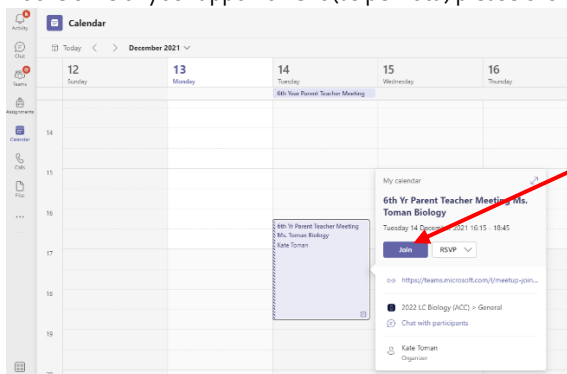 Calendar
Activity
Chat
Teams
Assignments
Calendar
Calls
Files
Today
December 2021
12
Sunday
13
Monday
14
Tuesday
15
Wednesday
16
Thursday
6th Year Parent Teacher Meeting
14
15
16
17
18
19
20
6th Yr Parent Teacher Meeting
Ms. Toman Biology
Kate Toman
My calendar
6th Yr Parent Teacher Meeting Ms.
Toman Biology
Tuesday 14 December 2021 16:15 - 18:45
Join
RSVP
https://teams.microsoft.com/l/meetup-join...
2022 LC Biology (ACC) > General
Chat with participants
Kate Toman
Organizer